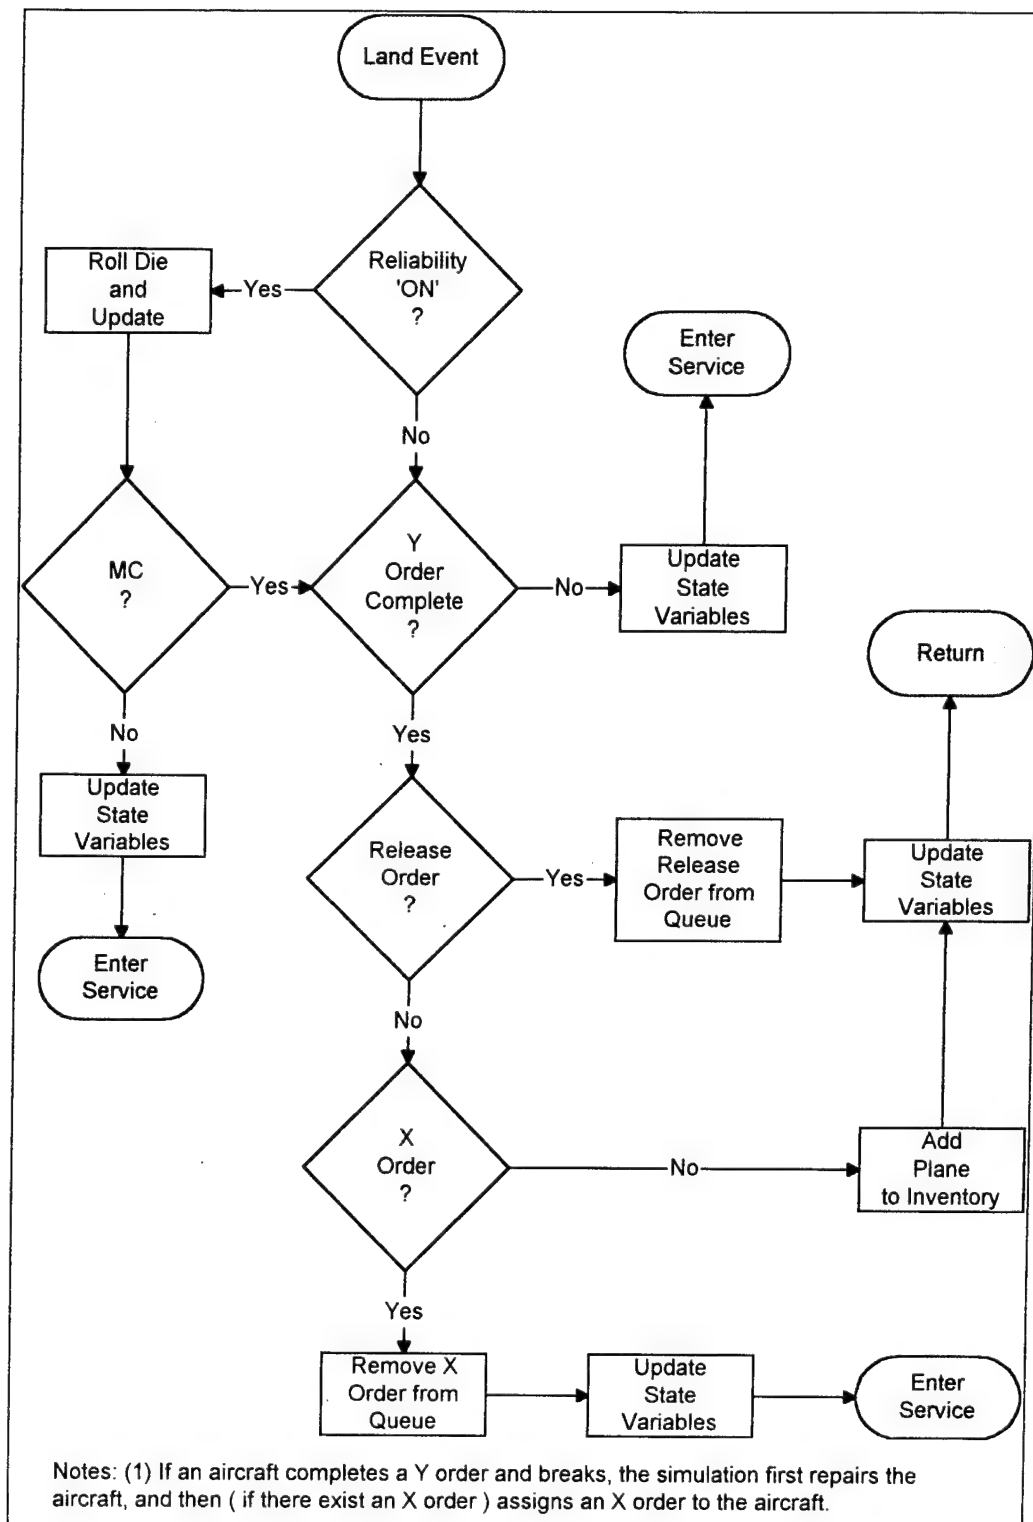 Land Event
Reliability
'ON'
?
Yes
Roll Die
and
Update
No
Enter
Service
MC
?
Yes
Y
Order
Complete
?
No
Update
State
Variables
No
Update
State
Variables
Enter
Service
Yes
Return
Release
Order
?
Yes
Remove
Release
Order from
Queue
Update
State
Variables
No
X
Order
?
No
Add
Plane
to Inventory
Yes
Remove X
Order from
Queue
Update
State
Variables
Enter
Service
Notes: (1) If an aircraft completes a Y order and breaks, the simulation first repairs the
aircraft, and then ( if there exist an X order ) assigns an X order to the aircraft.